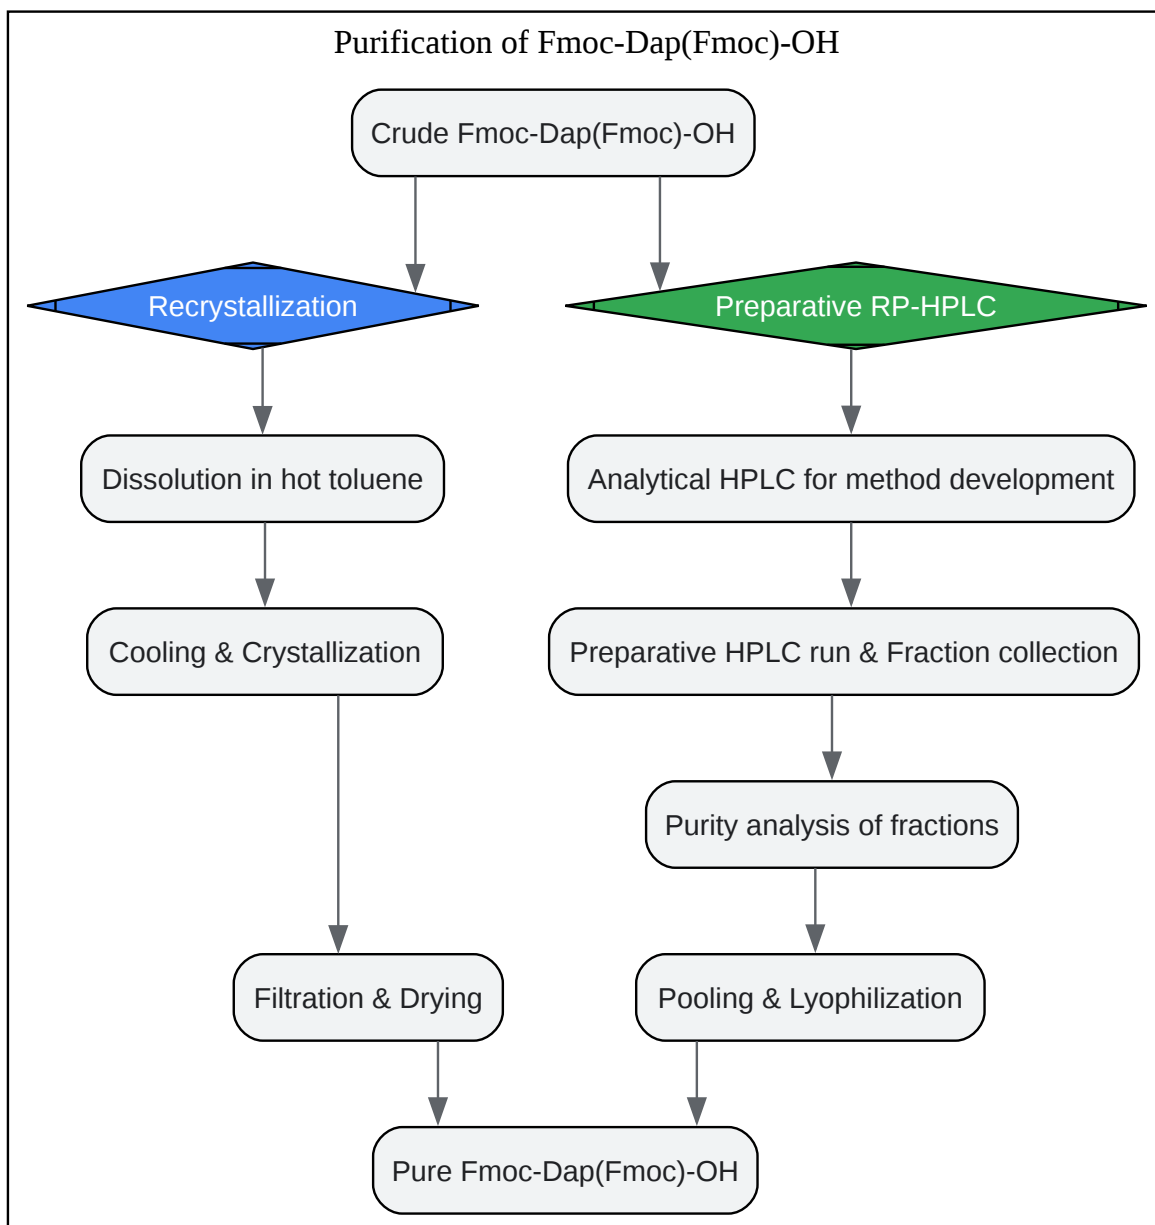 Purification of Fmoc-Dap(Fmoc)-OH
Crude Fmoc-Dap(Fmoc)-OH
Recrystallization
Preparative RP-HPLC
Dissolution in hot toluene
Analytical HPLC for method development
Cooling & Crystallization
Preparative HPLC run & Fraction collection
Purity analysis of fractions
Filtration & Drying
Pooling & Lyophilization
Pure Fmoc-Dap(Fmoc)-OH